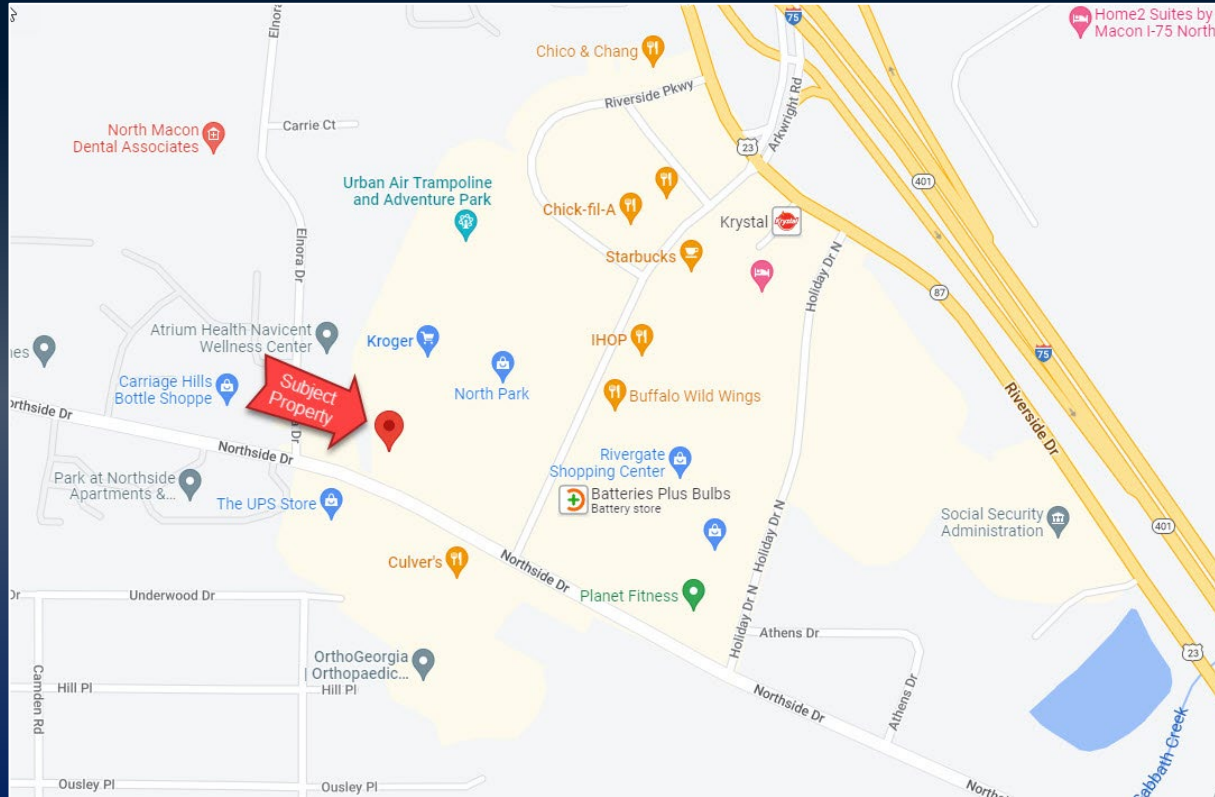 75
Home2 Suites by
Macon I-75 North
Elnora
Chico & Chang
Riverside Pkwy
Arkwright Rd
Carrie Ct
North Macon
Dental Associates
23
401
Urban Air Trampoline
and Adventure Park
Chick-fil-A
Krystal
Krystal
Elnora Dr
Starbucks
Holiday Dr N
87
Atrium Health Navicent
Wellness Center
Kroger
IHOP
75
nes
Carriage Hills
Bottle Shoppe
Subject
Property
North Park
Buffalo Wild Wings
Riverside Dr
orthside Dr
Dr
Northside Dr
Rivergate
Shopping Center
Park at Northside
Apartments &...
The UPS Store
Batteries Plus Bulbs
Battery store
Holiday Dr N
Social Security
Administration
401
Culver's
Northside Dr
Planet Fitness
Dr
Underwood Dr
Holiday Dr N
Athens Dr
23
OrthoGeorgia
| Orthopaedic...
Camden Rd
Hill Pl
Hill Pl
Northside Dr
Athens Dr
Sabbath Creek
Ousley Pl
Ousley Pl
Norths